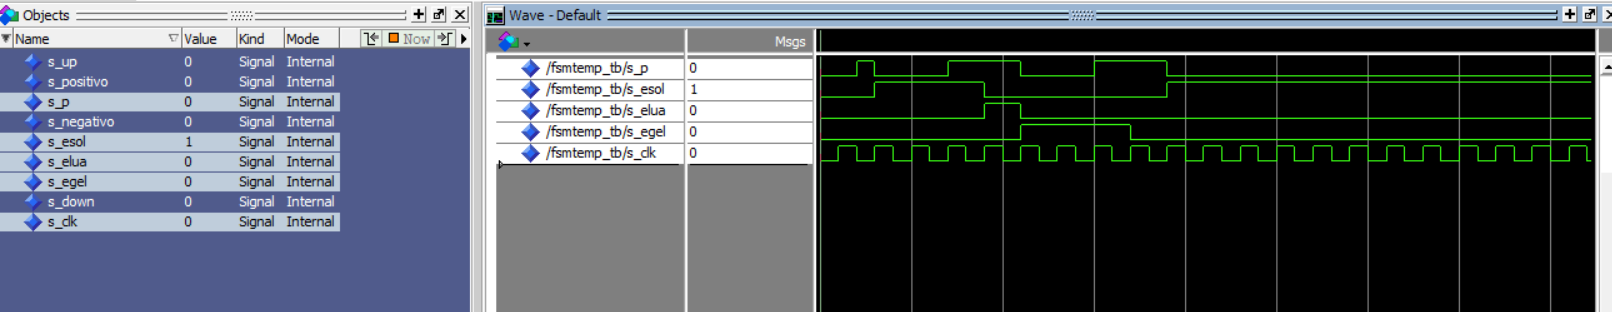 Objects
Name Value Kind Mode Now
s_up 0 Signal Internal
s_positivo 0 Signal Internal
s_p 0 Signal Internal
s_negativo 0 Signal Internal
s_esol 1 Signal Internal
s_elua 0 Signal Internal
s_egel 0 Signal Internal
s_down 0 Signal Internal
s_clk 0 Signal Internal
Wave - Default
Msgs
/fsmtemp_tb/s_p 0
/fsmtemp_tb/s_esol 1
/fsmtemp_tb/s_elua 0
/fsmtemp_tb/s_egel 0
/fsmtemp_tb/s_clk 0